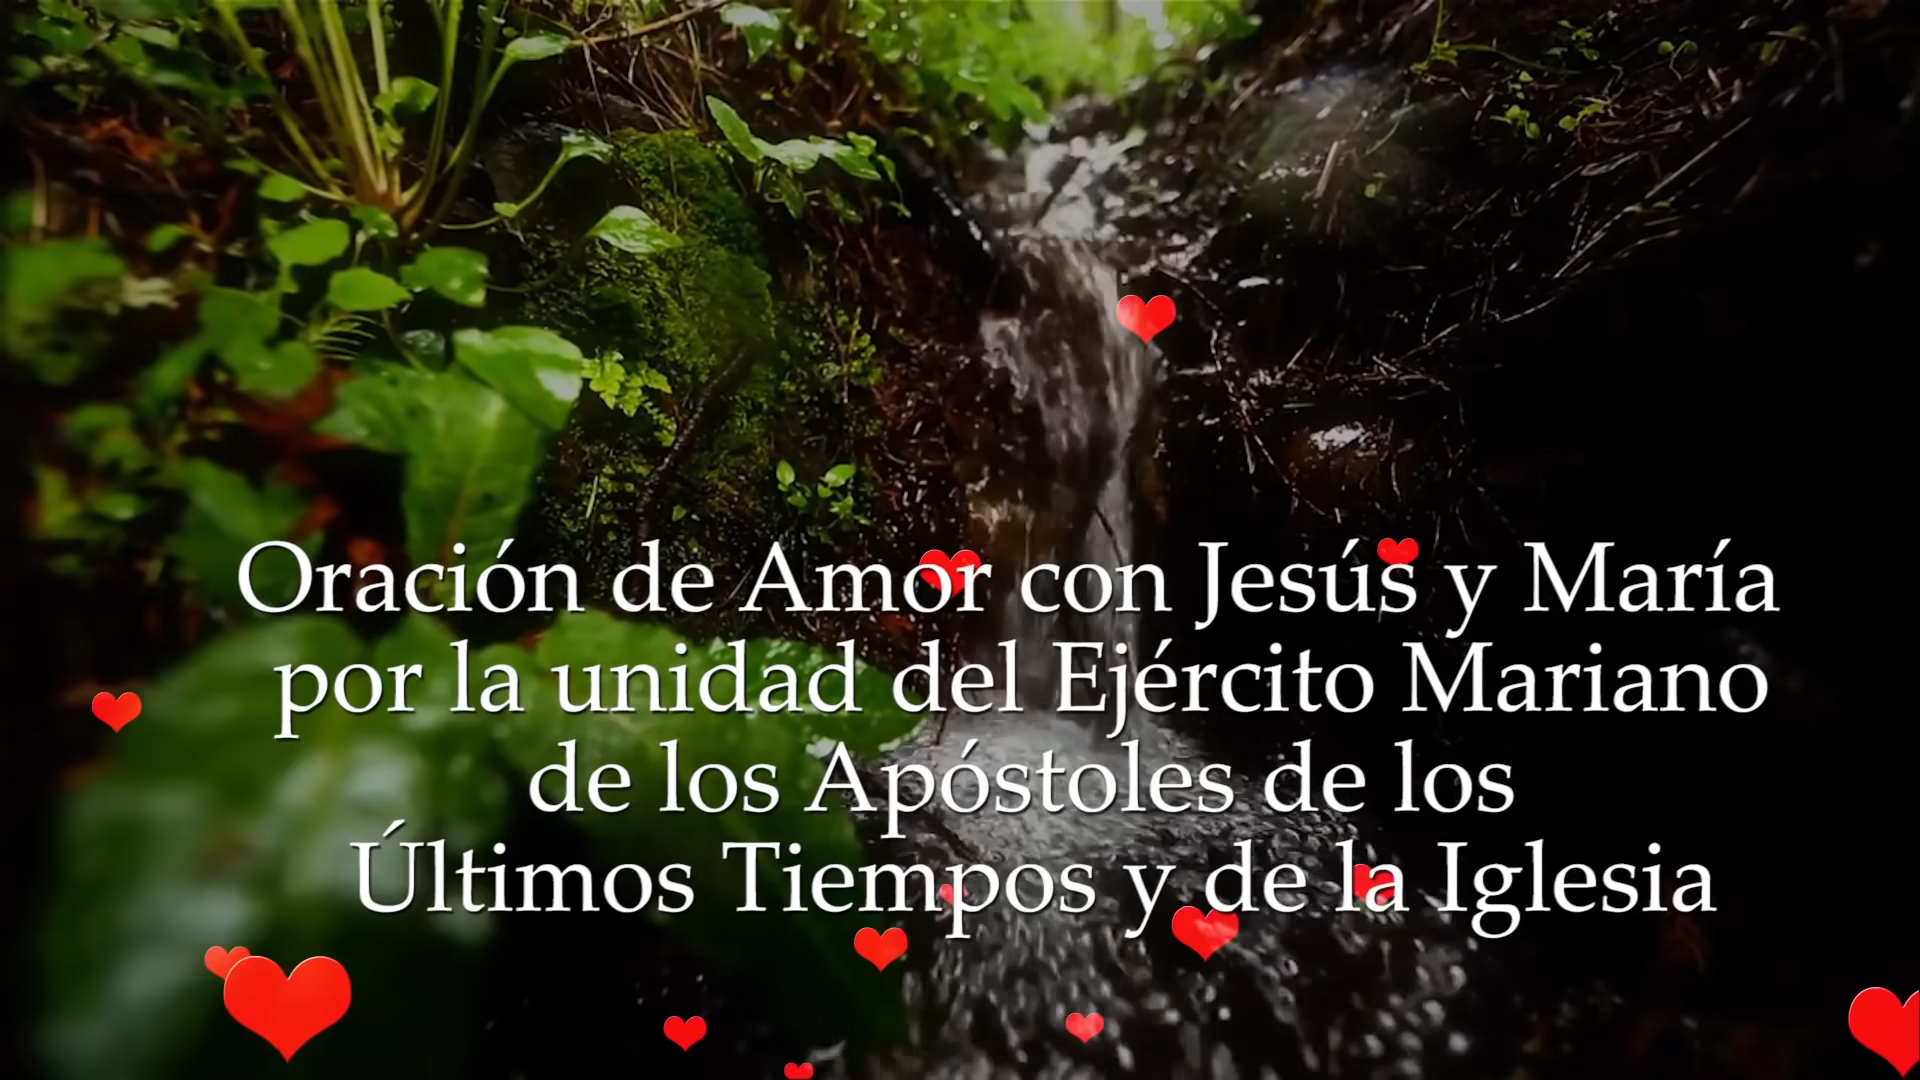 Oración de Amor con Jesús y María
por la unidad del Ejército Mariano
de los Apóstoles de los
Últimos Tiempos y de la Iglesia